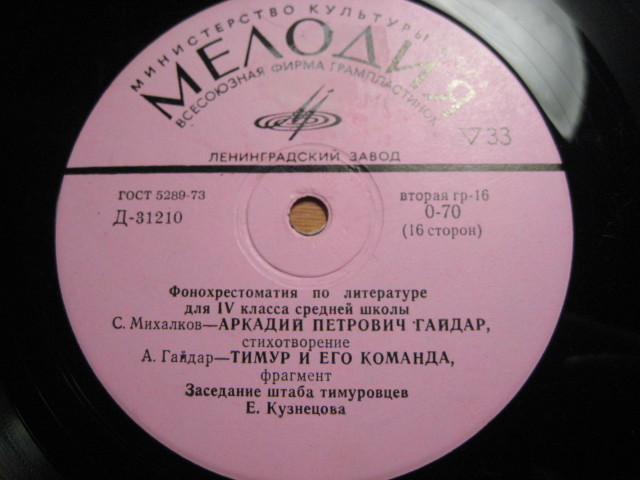 МИНИСТЕРСТВО КУЛЬТУРЫ
МЕЛОДИЯ
ВСЕСОЮЗНАЯ ФИРМА ГРАМПЛАСТИНОК
33
ЛЕНИНГРАДСКИЙ ЗАВОД
ГОСТ 5289-73
вторая гр-16
Д-31210
0-70
(16 сторон)
Фонохрестоматия по литературе
для IV класса средней школы
С. Михалков—АРКАДИЙ ПЕТРОВИЧ ГАЙДАР,
стихотворение
А. Гайдар—ТИМУР И ЕГО КОМАНДА,
фрагмент
Заседание штаба тимуровцев
Е. Кузнецова